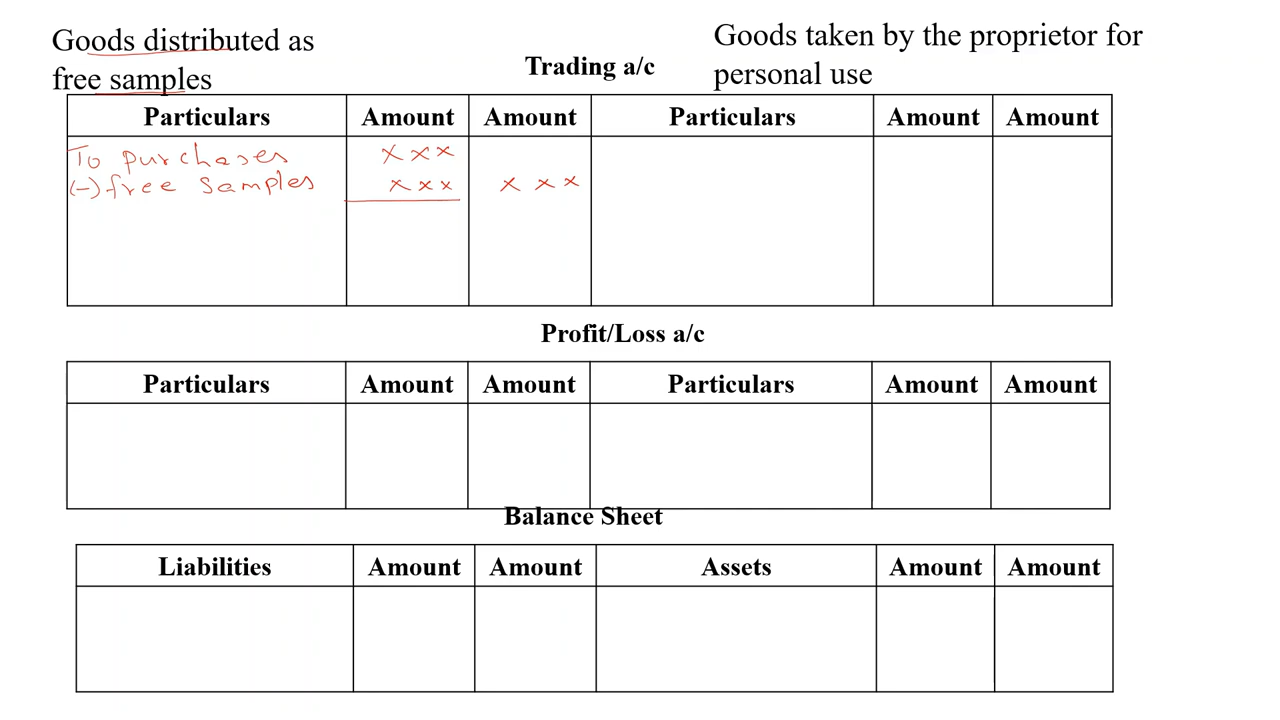 Goods distributed as
free samples
Goods taken by the proprietor for
personal use
Trading a/c
Particulars Amount Amount Particulars Amount Amount
To purchases xxx
(-) free samples xxx xxx
Profit/Loss a/c
Particulars Amount Amount Particulars Amount Amount
Balance Sheet
Liabilities Amount Amount Assets Amount Amount